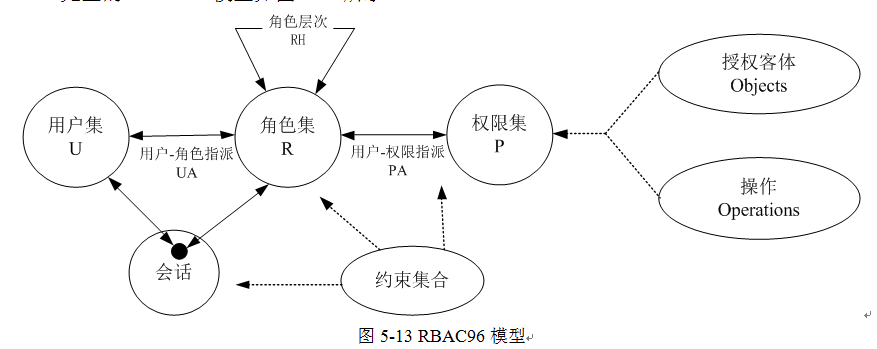 角色层次
RH
用户集
U
角色集
R
权限集
P
授权客体
Objects
用户-角色指派
UA
用户-权限指派
PA
操作
Operations
会话
约束集合
图 5-13 RBAC96 模型